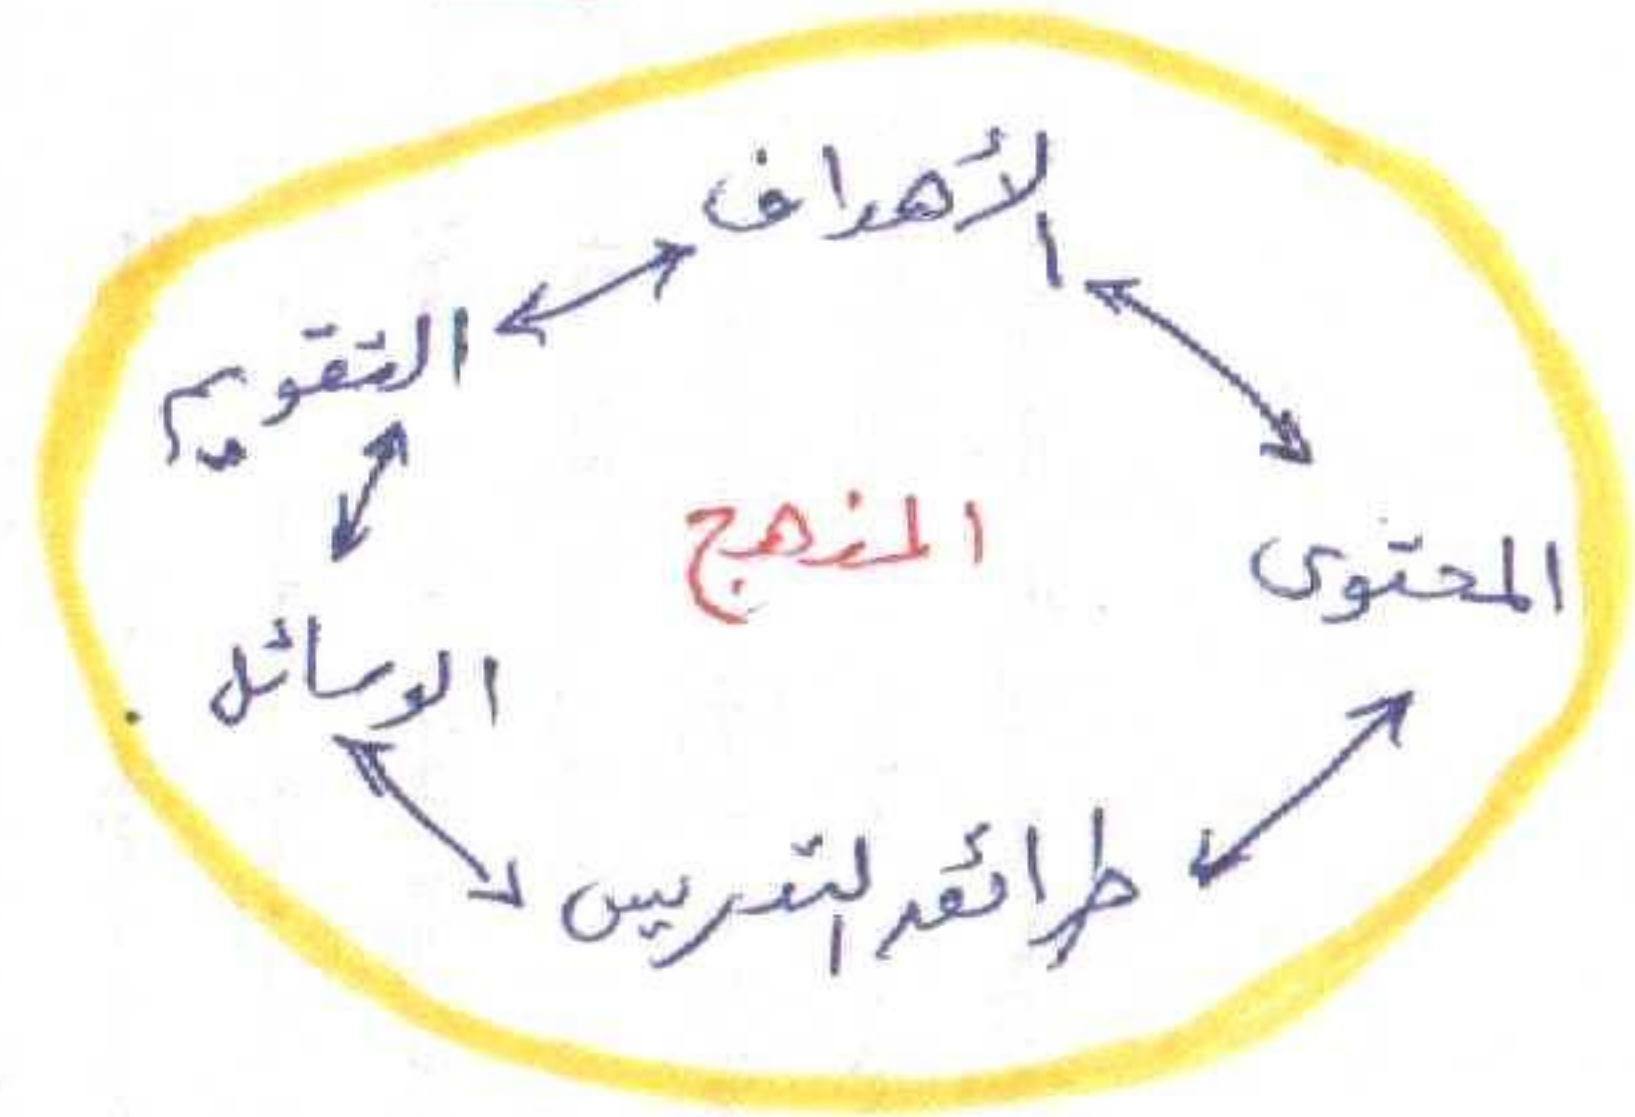 الأهداف
التقويم
المنهج
المحتوى
الوسائل
طرائق التدريس